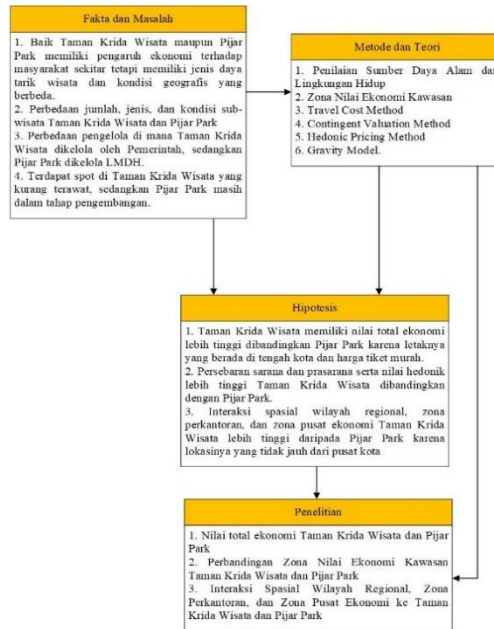 Fakta dan Masalah
1. Baik Taman Krida Wisata maupun Pijar
Park memiliki pengaruh ekonomi terhadap
masyarakat sekitar tetapi memiliki jenis daya
tarik wisata dan kondisi geografis yang
berbeda.
2. Perbedaan jumlah, jenis, dan kondisi sub-
wisata Taman Krida Wisata dan Pijar Park
3. Perbedaan pengelola di mana Taman Krida
Wisata dikelola oleh Pemerintah, sedangkan
Pijar Park dikelola LMDH.
4. Terdapat spot di Taman Krida Wisata yang
kurang terawat, sedangkan Pijar Park masih
dalam tahap pengembangan.
Metode dan Teori
1. Penilaian Sumber Daya Alam dan
Lingkungan Hidup
2. Zona Nilai Ekonomi Kawasan
3. Travel Cost Method
4. Contingent Valuation Method
5. Hedonic Pricing Method
6. Gravity Model.
Hipotesis
1. Taman Krida Wisata memiliki nilai total ekonomi
lebih tinggi dibandingkan Pijar Park karena letaknya
yang berada di tengah kota dan harga tiket murah.
2. Persebaran sarana dan prasarana serta nilai hedonik
lebih tinggi Taman Krida Wisata dibandingkan
dengan Pijar Park.
3. Interaksi spasial wilayah regional, zona
perkantoran, dan zona pusat ekonomi Taman Krida
Wisata lebih tinggi daripada Pijar Park karena
lokasinya yang tidak jauh dari pusat kota
Penelitian
1. Nilai total ekonomi Taman Krida Wisata dan Pijar
Park
2. Perbandingan Zona Nilai Ekonomi Kawasan
Taman Krida Wisata dan Pijar Park
3. Interaksi Spasial Wilayah Regional, Zona
Perkantoran, dan Zona Pusat Ekonomi ke Taman
Krida Wisata dan Pijar Park